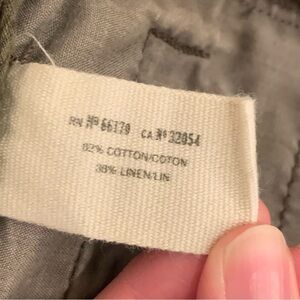 RN Nº 66170 CA Nº 32054
62% COTTON/COTON
38% LINEN/LIN